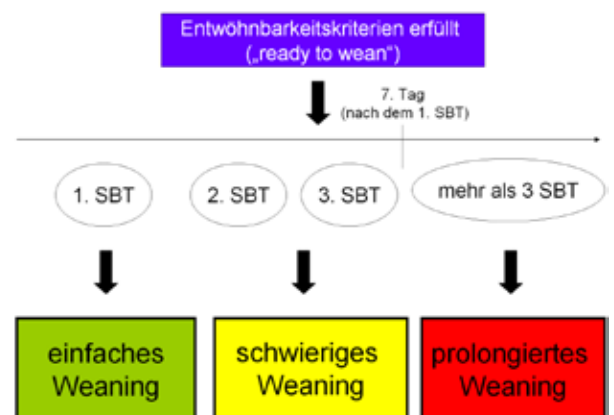 Entwöhnbarkeitskriterien erfüllt
(„ready to wean“)
7. Tag
(nach dem 1. SBT)
1. SBT
2. SBT
3. SBT
mehr als 3 SBT
einfaches
Weaning
schwieriges
Weaning
prolongiertes
Weaning